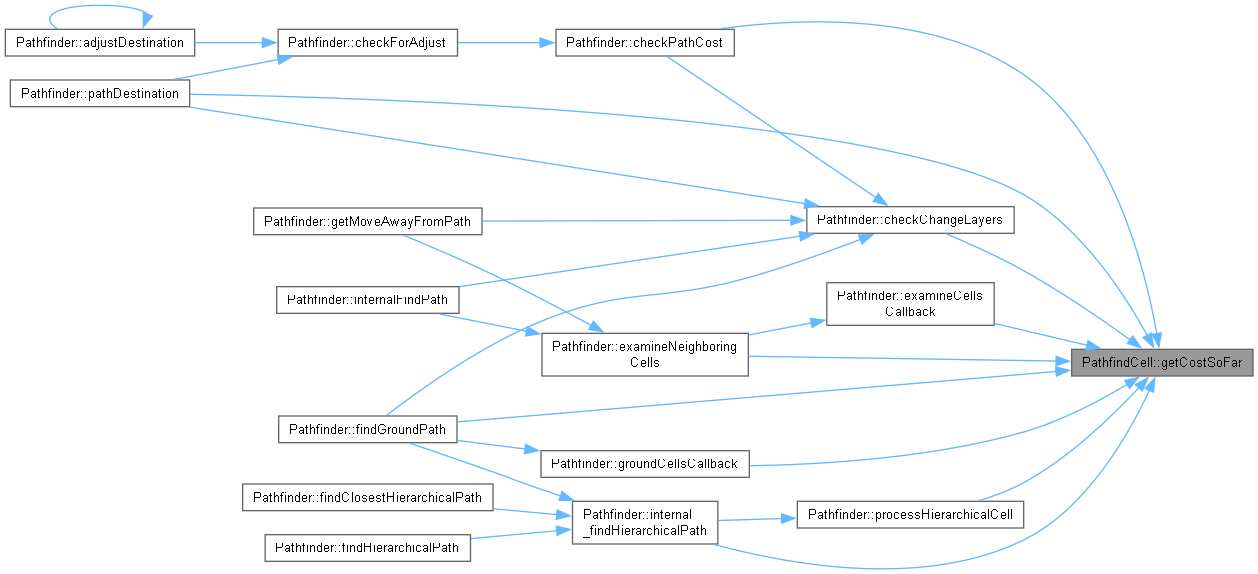 Pathfinder::adjustDestination
Pathfinder::checkForAdjust
Pathfinder::checkPathCost
Pathfinder::pathDestination
Pathfinder::getMoveAwayFromPath
Pathfinder::checkChangeLayers
Pathfinder::internalFindPath
Pathfinder::examineCells
Callback
Pathfinder::examineNeighboring
Cells
PathfindCell::getCostSoFar
Pathfinder::findGroundPath
Pathfinder::groundCellsCallback
Pathfinder::findClosestHierarchicalPath
Pathfinder::internal
_findHierarchicalPath
Pathfinder::processHierarchicalCell
Pathfinder::findHierarchicalPath